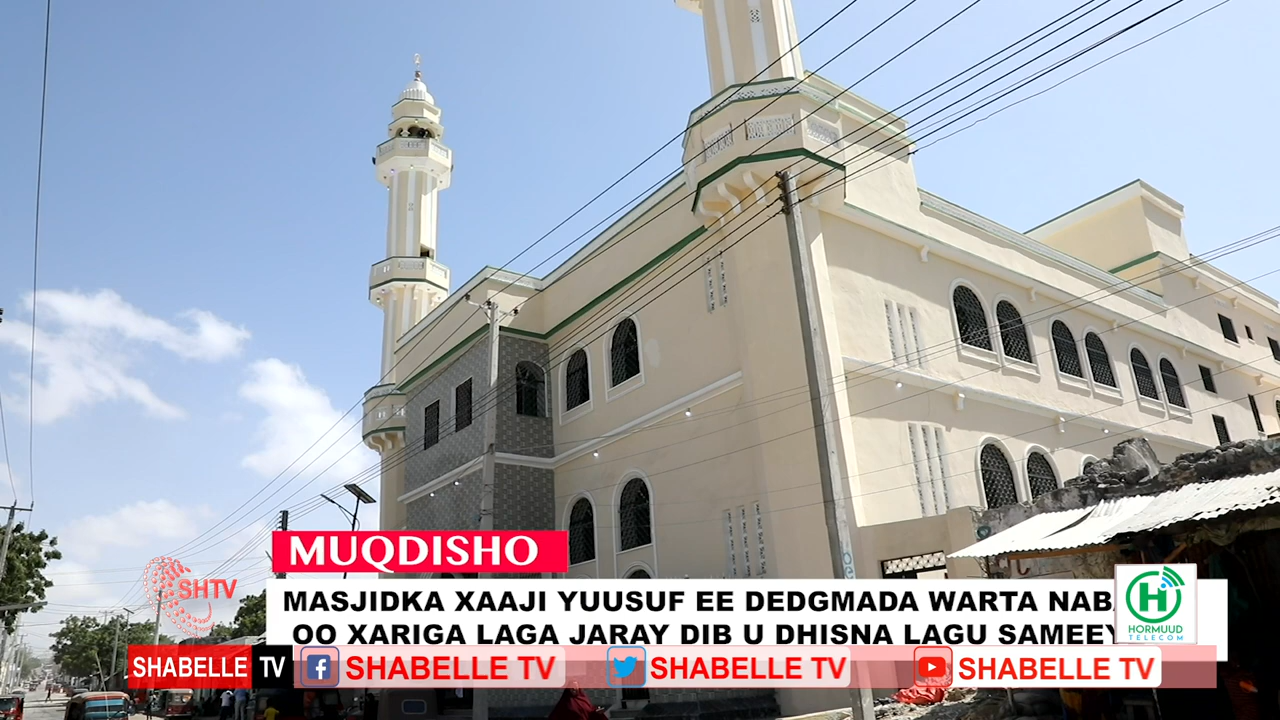 MUQDISHO
SHTV
MASJIDKA XAAJI YUUSUF EE DEDGMADA WARTA
OO XARIGA LAGA JARAY DIB U DHISNA LAGU
HORMUUD
TELECOM
SHABELLE TV
SHABELLE TV
SHABELLE TV
SHABELLE TV